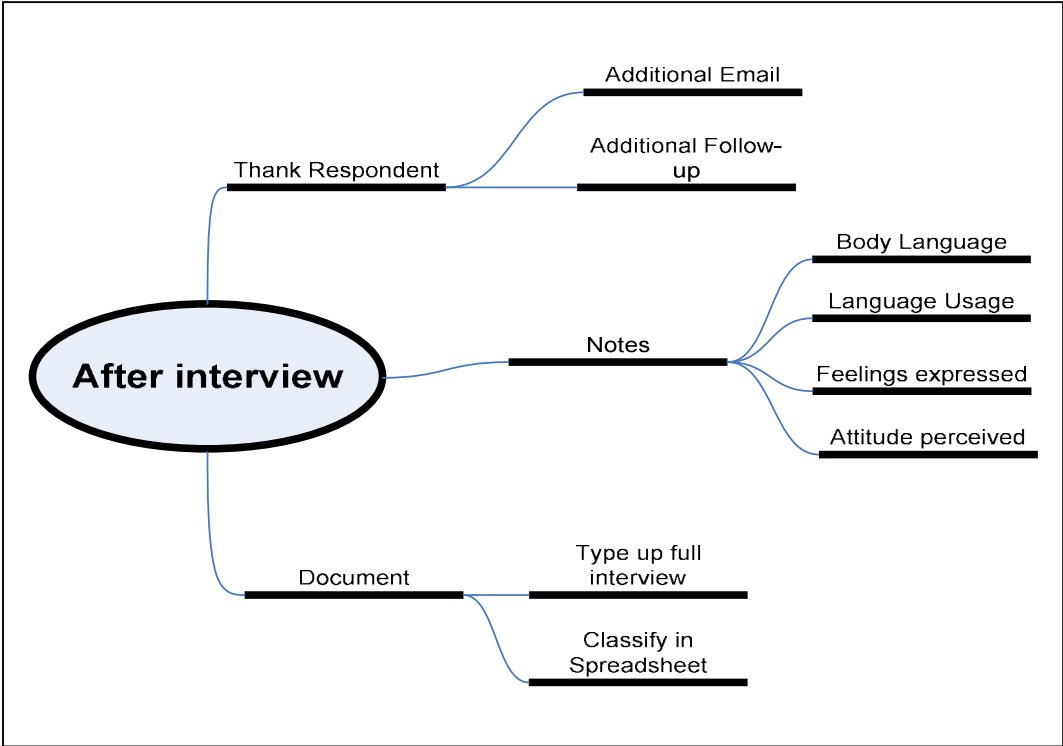 Additional Email
Additional Follow-
up
Thank Respondent
Body Language
Language Usage
Notes
Feelings expressed
After interview
Attitude perceived
Type up full
interview
Document
Classify in
Spreadsheet